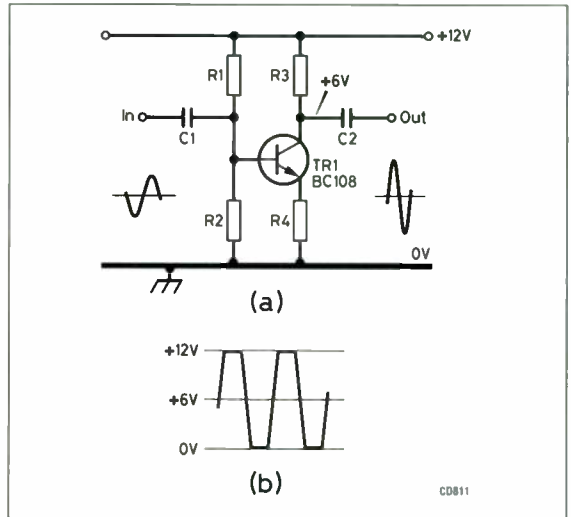 +12V
R1
R3
+6V
In
C1
C2
Out
TR1
BC108
R2
R4
0V
(a)
+12V
+6V
0V
(b)
CD811